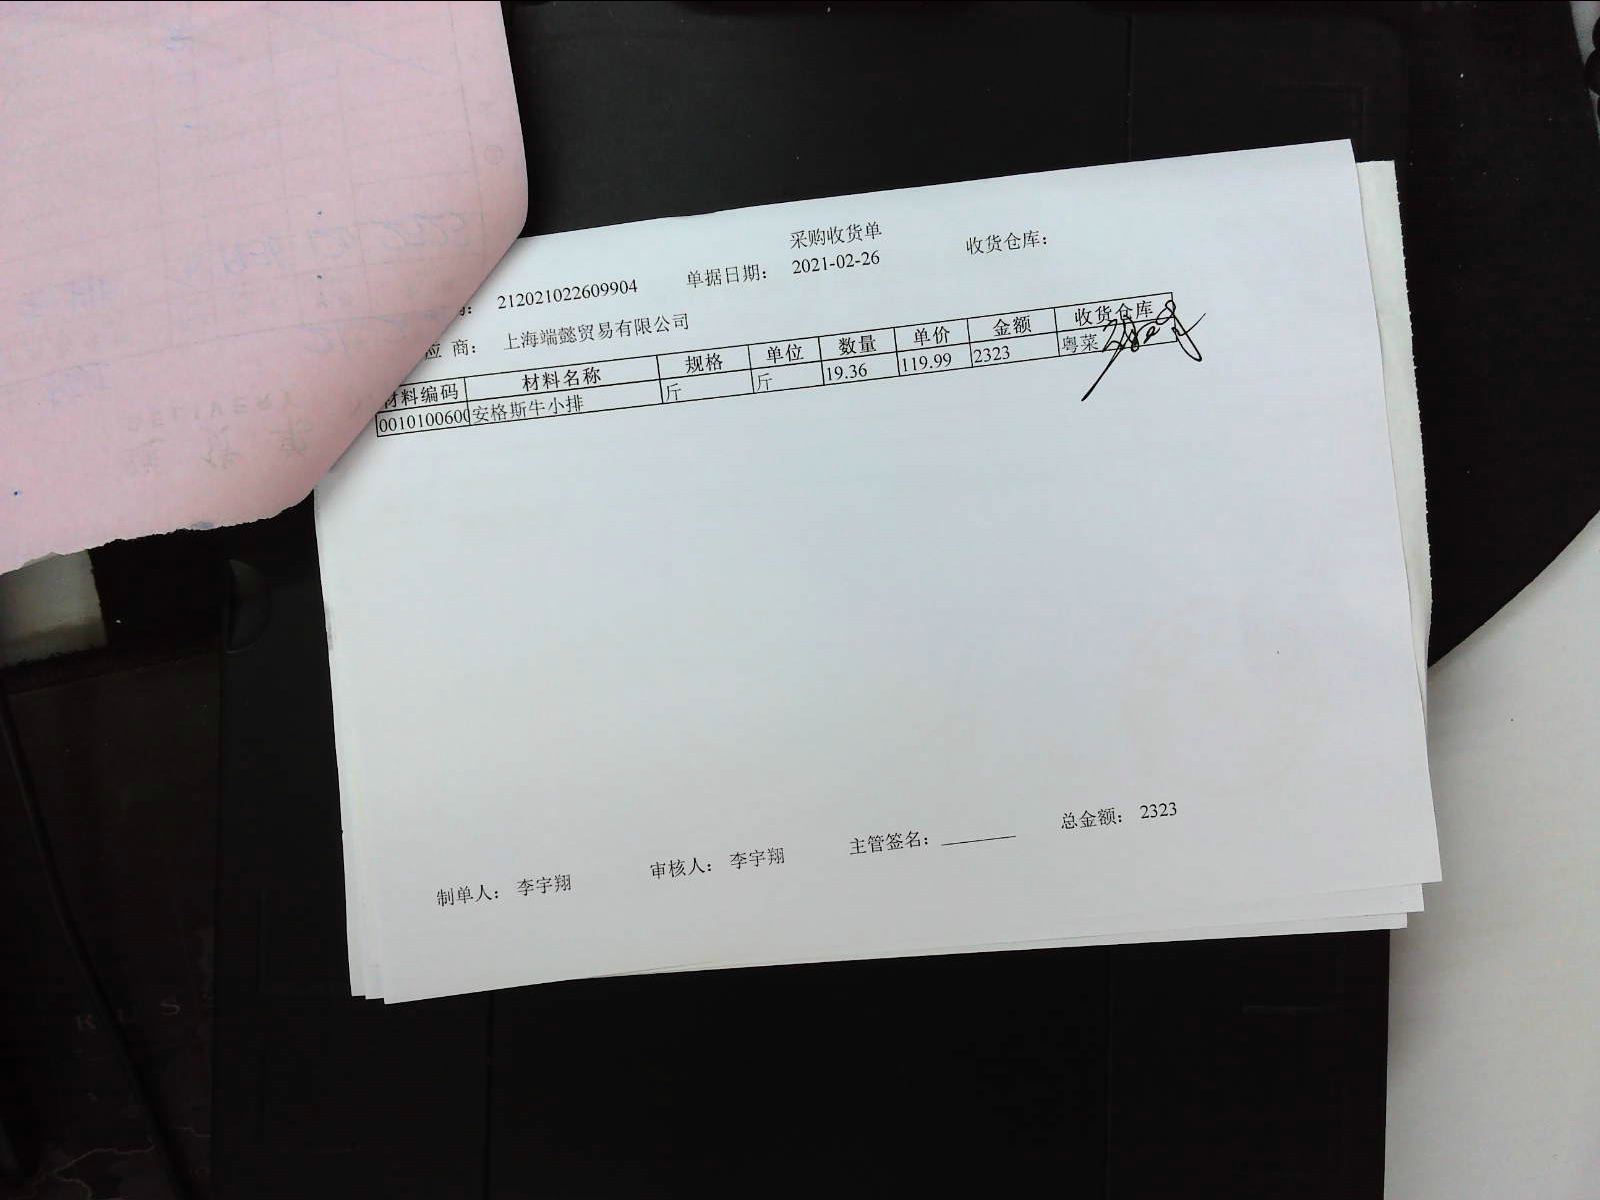 采购收货单
212021022609904 单据日期： 2021-02-26 收货仓库：
应 商： 上海端懿贸易有限公司
材料编码 材料名称 规格 单位 数量 单价 金额 收货仓库
0010100600 安格斯牛小排 斤 斤 19.36 119.99 2323 粤菜
制单人： 李宇翔 审核人： 李宇翔 主管签名： 总金额： 2323